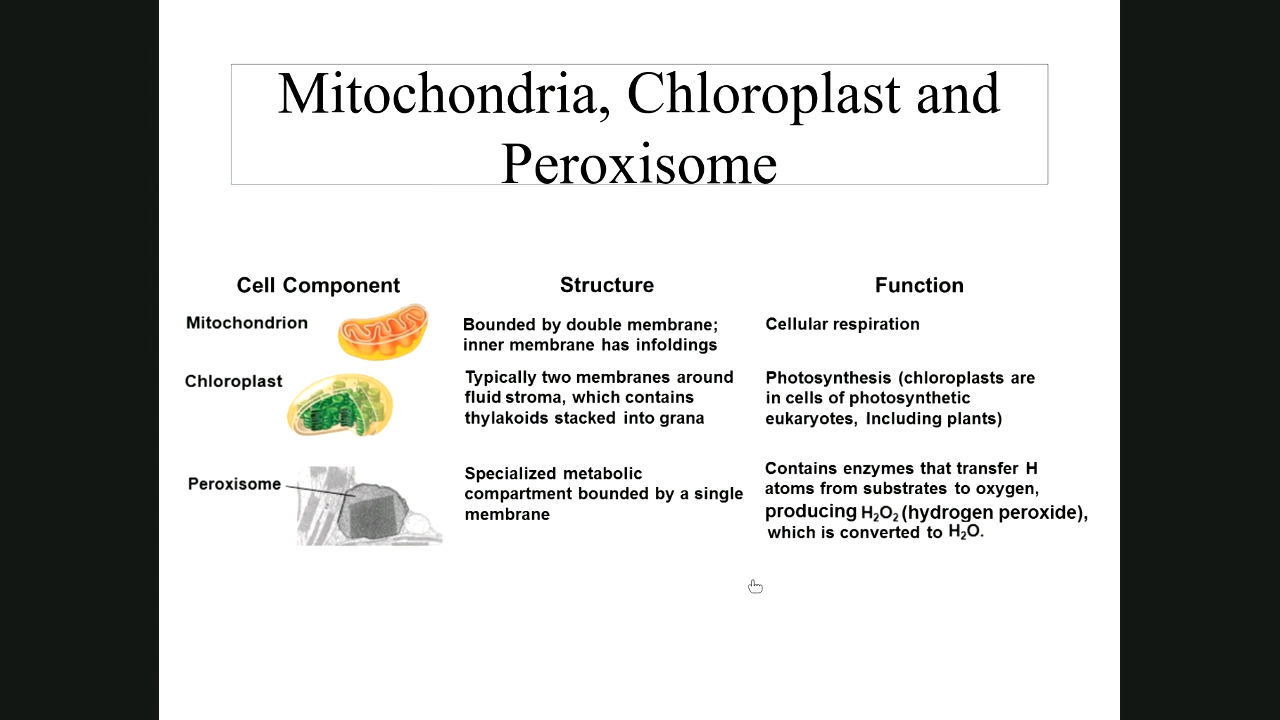 Mitochondria, Chloroplast and
Peroxisome
Cell Component
Structure
Function
Mitochondrion
Bounded by double membrane;
inner membrane has infoldings
Cellular respiration
Chloroplast
Typically two membranes around
fluid stroma, which contains
thylakoids stacked into grana
Photosynthesis (chloroplasts are
in cells of photosynthetic
eukaryotes, Including plants)
Peroxisome
Specialized metabolic
compartment bounded by a single
membrane
Contains enzymes that transfer H
atoms from substrates to oxygen,
producing H₂O₂ (hydrogen peroxide),
which is converted to H₂O.